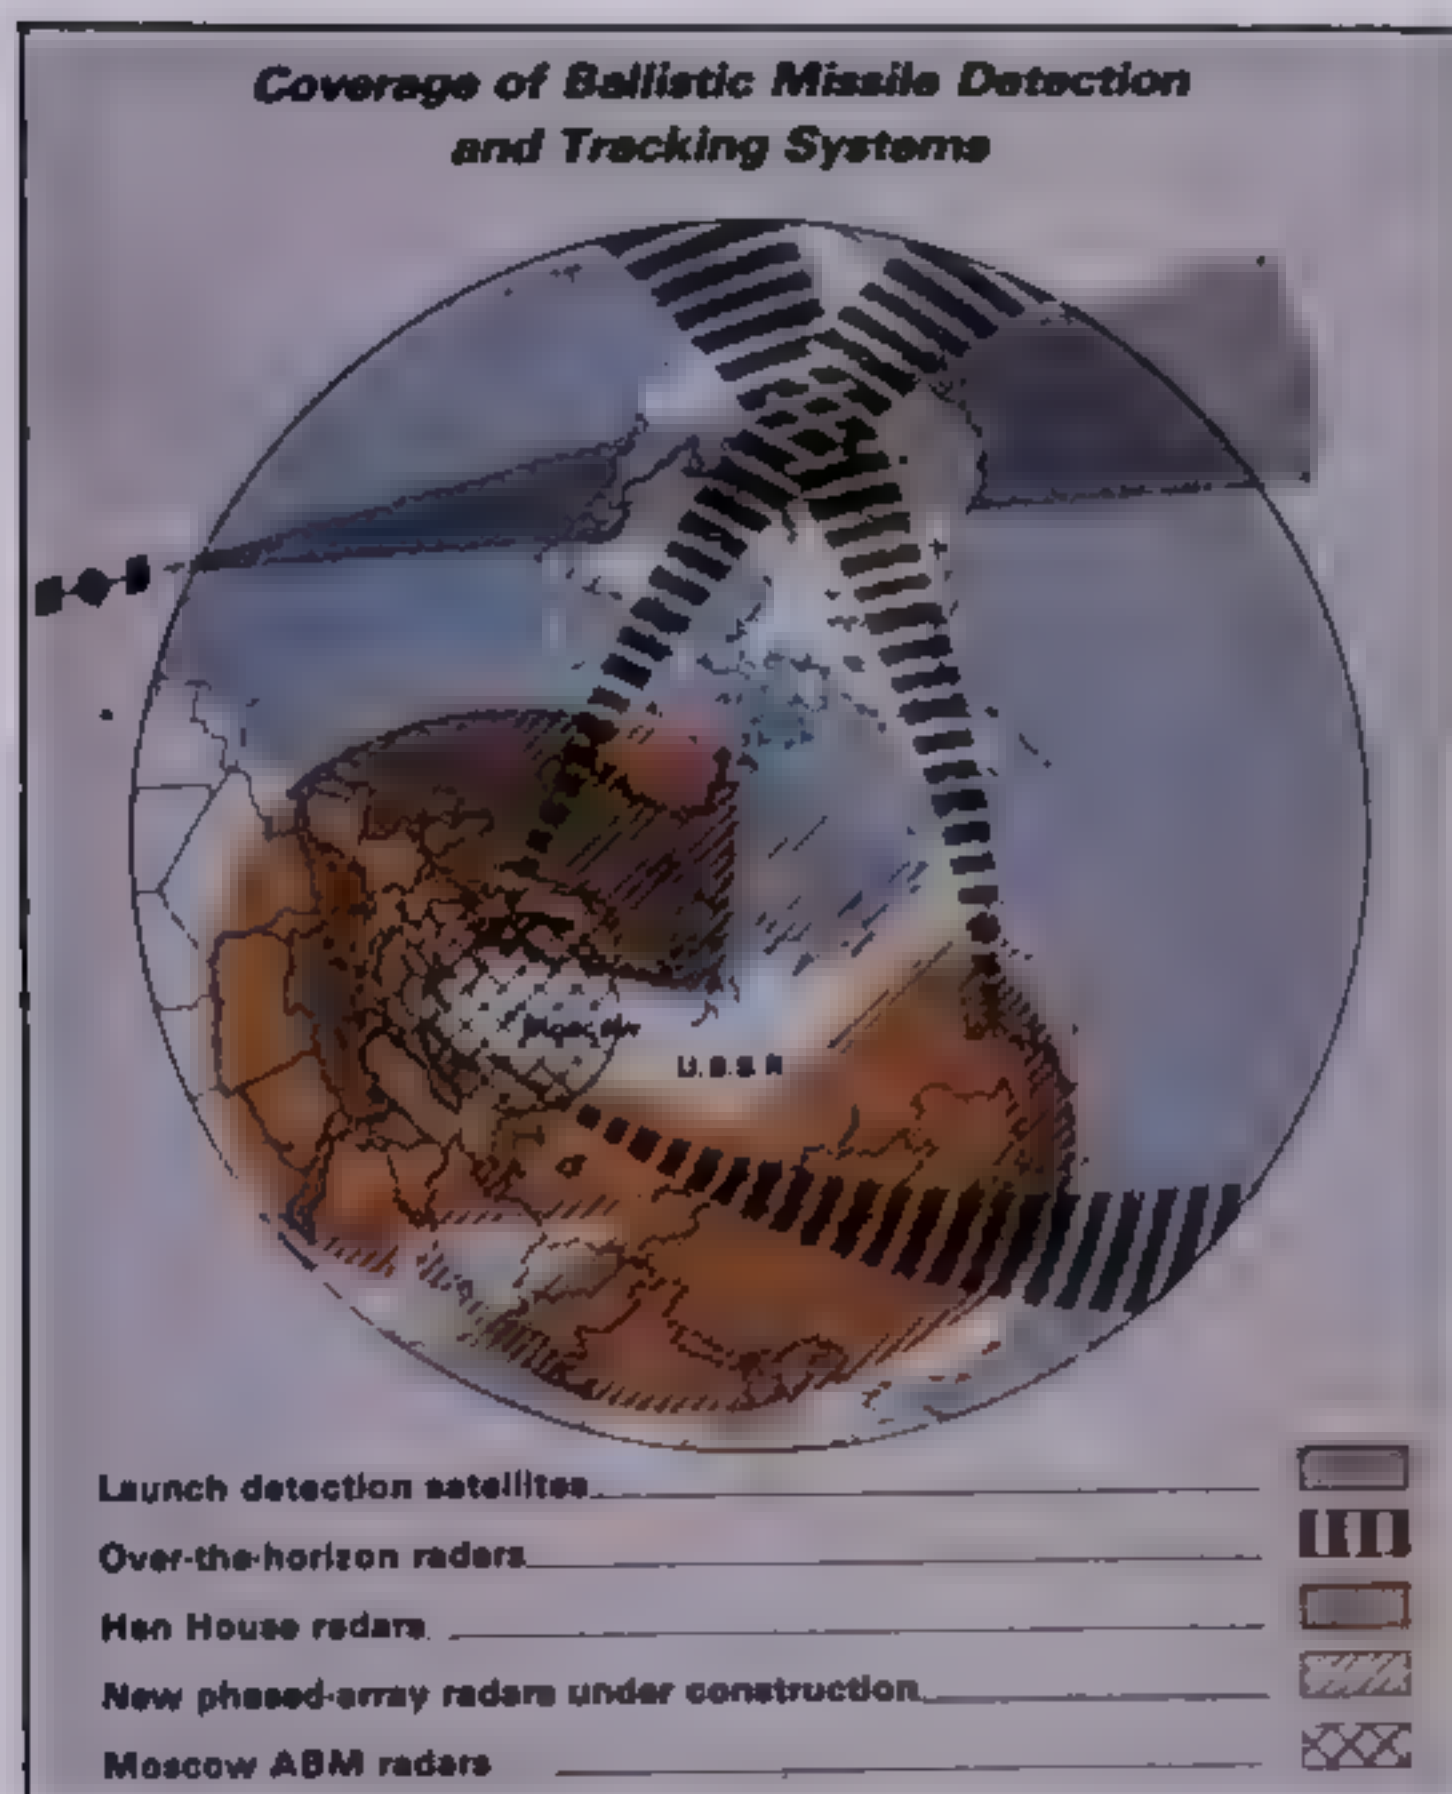 Coverage of Ballistic Missile Detection
and Tracking Systems
Moscow
U.S.S.R
Launch detection satellites
Over-the-horizon radars
Hen House radars
New phased-array radars under construction
Moscow ABM radars